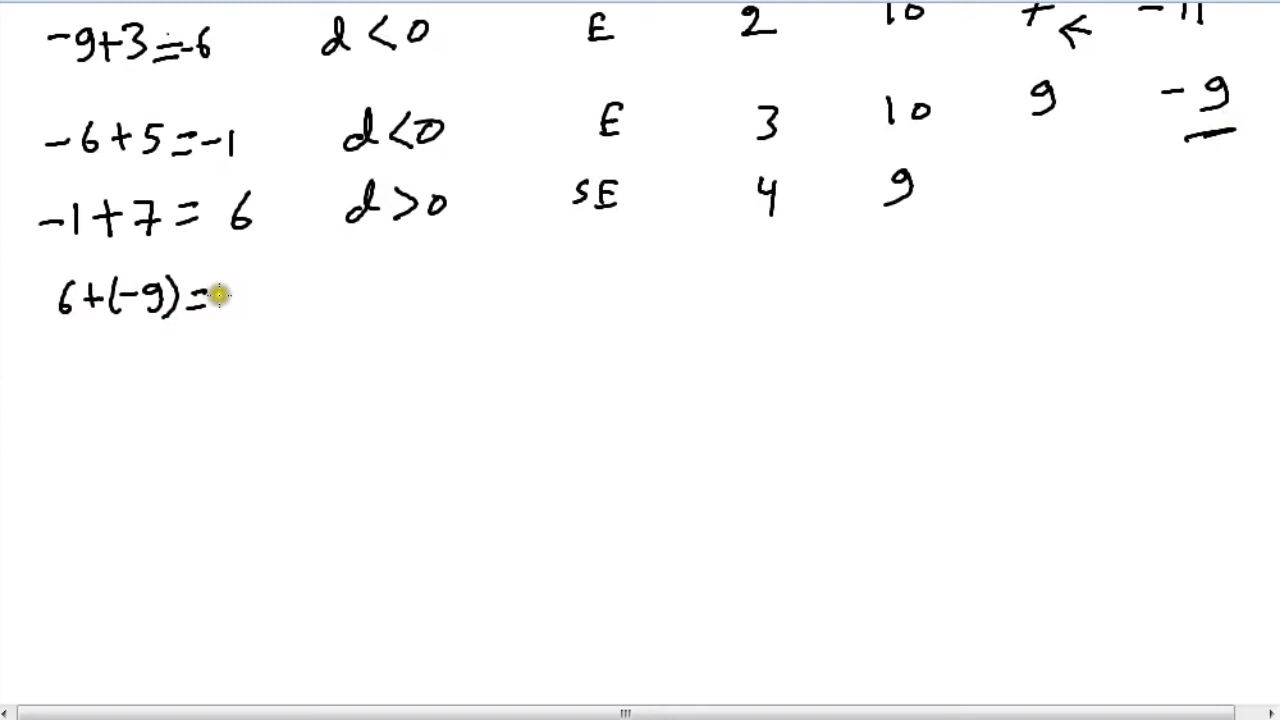 -9+3=-6 d<0 E 2 10 -11
-6+5=-1 d<0 E 3 10 9 -9
-1+7=6 d>0 SE 4 9
6+(-9)=